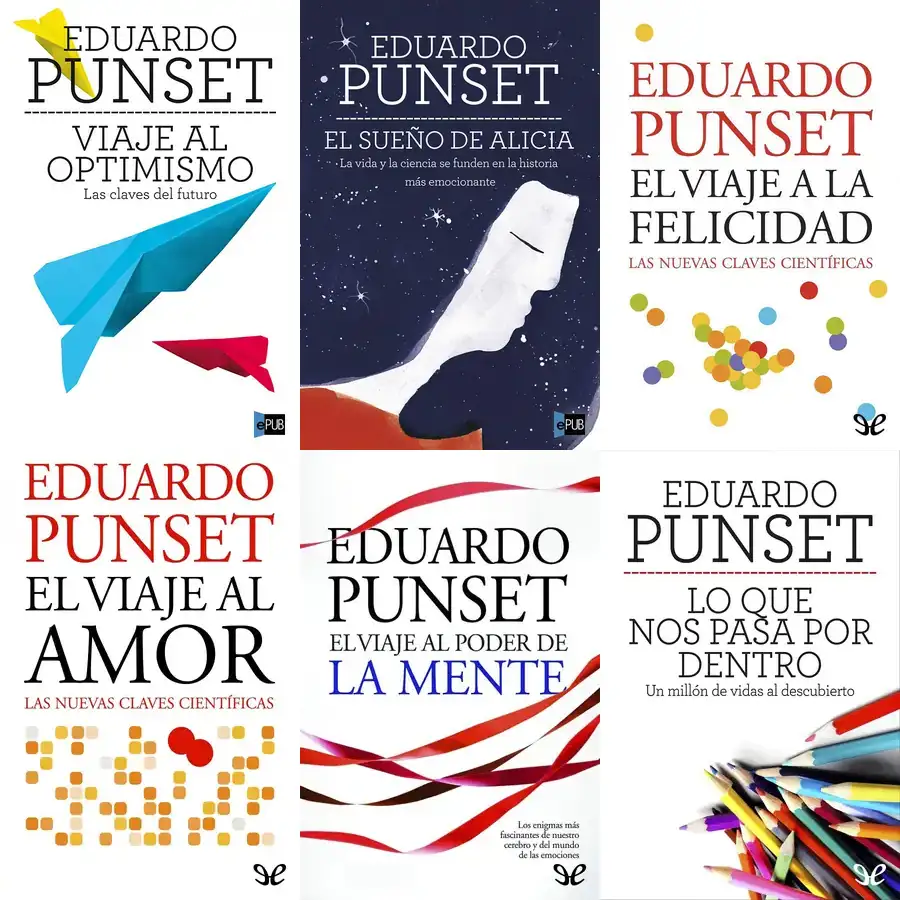 EDUARDO
PUNSET
VIAJE AL
OPTIMISMO
Las claves del futuro
ePUB
EDUARDO
PUNSET
EL SUEÑO DE ALICIA
La vida y la ciencia se funden en la historia
más emocionante
ePUB
EDUARDO
PUNSET
EL VIAJE A LA
FELICIDAD
LAS NUEVAS CLAVES CIENTÍFICAS
EDUARDO
PUNSET
EL VIAJE AL
AMOR
LAS NUEVAS CLAVES CIENTÍFICAS
EDUARDO
PUNSET
EL VIAJE AL PODER DE
LA MENTE
Los enigmas más
fascinantes de nuestro
cerebro y del mundo
de las emociones
EDUARDO
PUNSET
LO QUE
NOS PASA POR
DENTRO
Un millón de vidas al descubierto